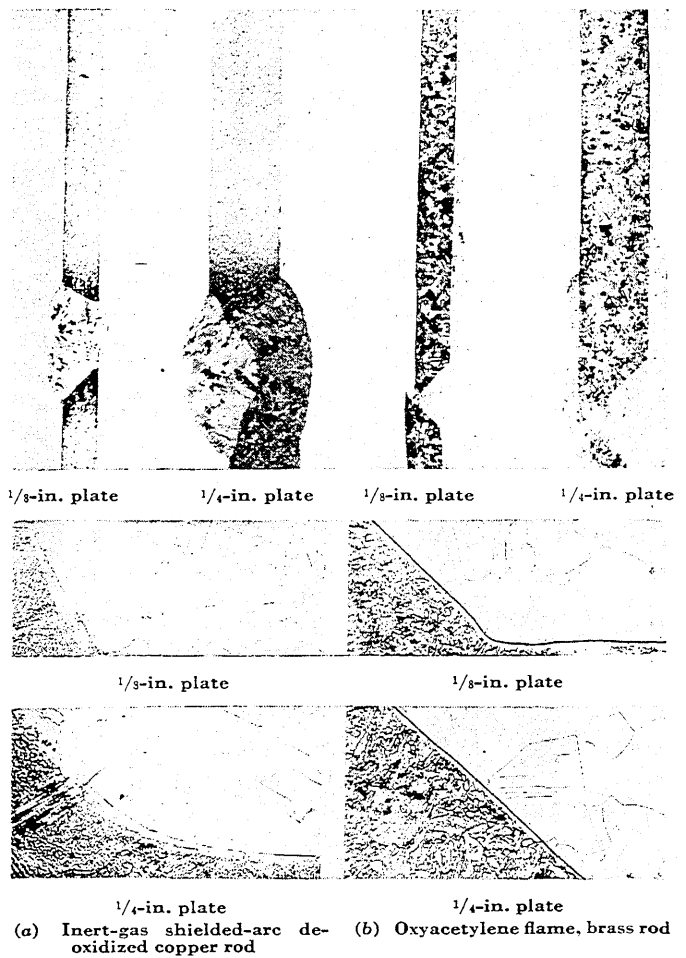 1/8-in. plate 1/4-in. plate 1/8-in. plate 1/4-in. plate
1/8-in. plate 1/8-in. plate
1/4-in. plate 1/4-in. plate
(a) Inert-gas shielded-arc de-
oxidized copper rod
(b) Oxyacetylene flame, brass rod